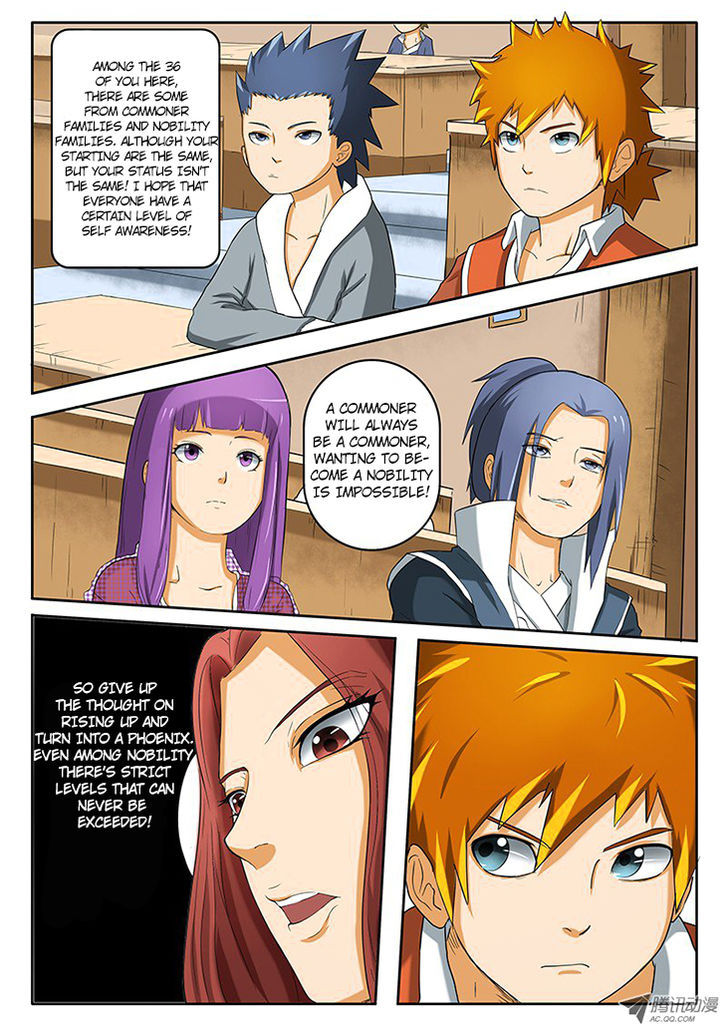 AMONG THE 36
OF YOU HERE,
THERE ARE SOME
FROM COMMONER
FAMILIES AND NOBILITY
FAMILIES. ALTHOUGH YOUR
STARTING ARE THE SAME,
BUT YOUR STATUS ISN'T
THE SAME! I HOPE THAT
EVERYONE HAVE A
CERTAIN LEVEL OF
SELF AWARENESS!
A COMMONER
WILL ALWAYS
BE A COMMONER,
WANTING TO BE-
COME A NOBILITY
IS IMPOSSIBLE!
SO GIVE UP
THE THOUGHT ON
RISING UP AND
TURN INTO A PHOENIX.
EVEN AMONG NOBILITY
THERE'S STRICT
LEVELS THAT CAN
NEVER BE
EXCEEDED!
腾讯动漫
AC.QQ.COM